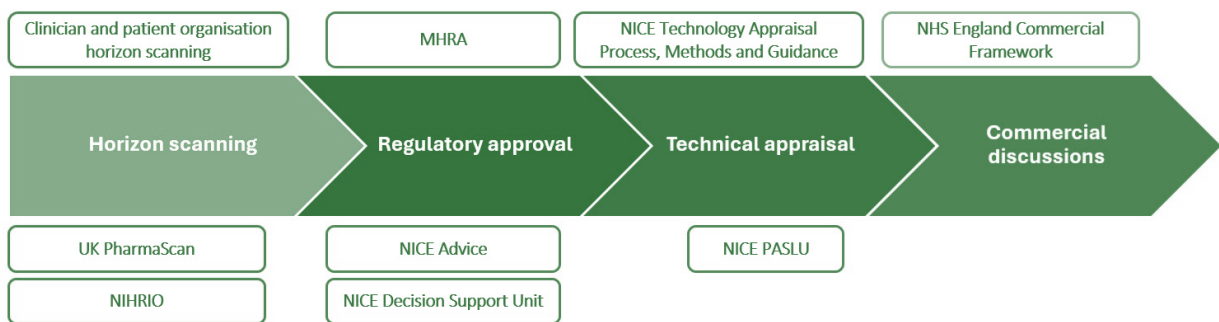 Clinician and patient organisation
horizon scanning
MHRA
NICE Technology Appraisal
Process, Methods and Guidance
NHS England Commercial
Framework
Horizon scanning
Regulatory approval
Technical appraisal
Commercial
discussions
UK PharmaScan
NICE Advice
NICE PASLU
NIHRIO
NICE Decision Support Unit